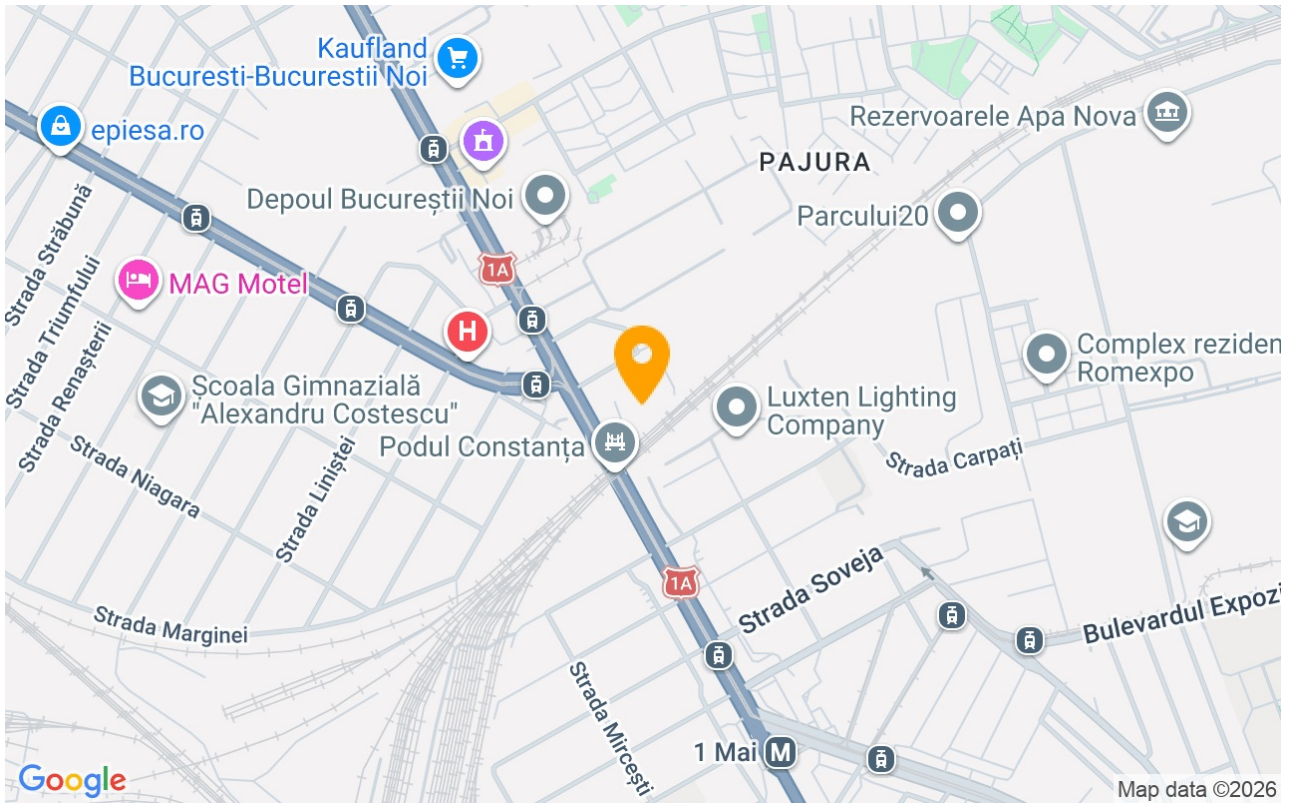 Kaufland
Bucuresti-Bucurestii Noi
epiesa.ro
Rezervoarele Apa Nova
PAJURA
Depoul Bucureștii Noi
Parcului20
Strada Străbună
1A
MAG Motel
Strada Triumfului
H
Strada Renașterii
Complex reziden
Romexpo
Școala Gimnazială
"Alexandru Costescu"
Luxten Lighting
Company
Podul Constanța
Strada Carpați
Strada Niagara
Strada Liniștei
1A
Strada Soveja
Bulevardul Expozi
Strada Marginei
Strada Mircești
1 Mai
M
Google
Map data ©2026